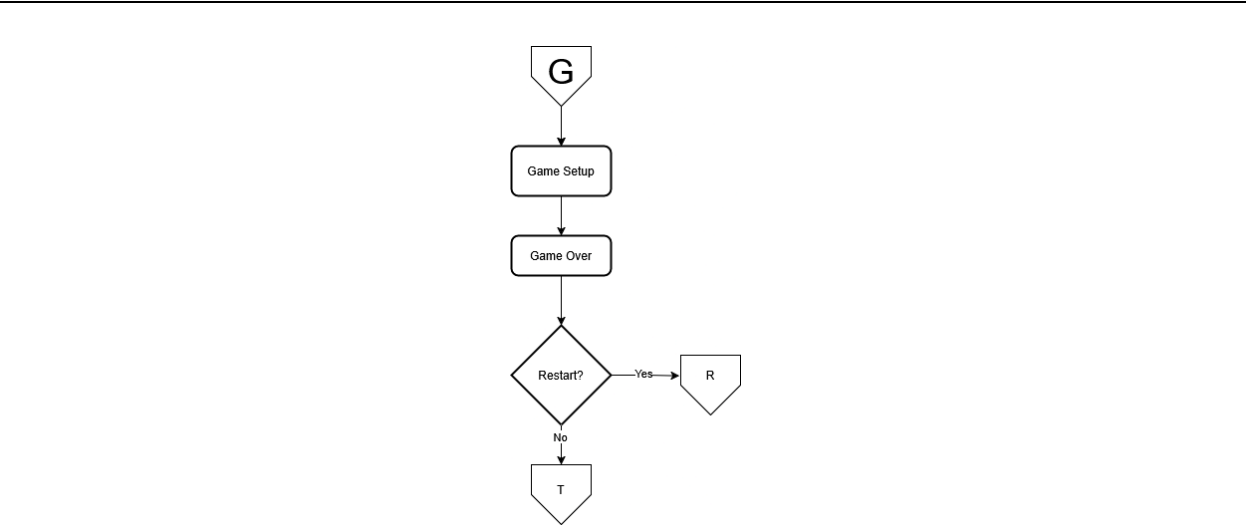 G
Game Setup
Game Over
Restart?
Yes
R
No
T